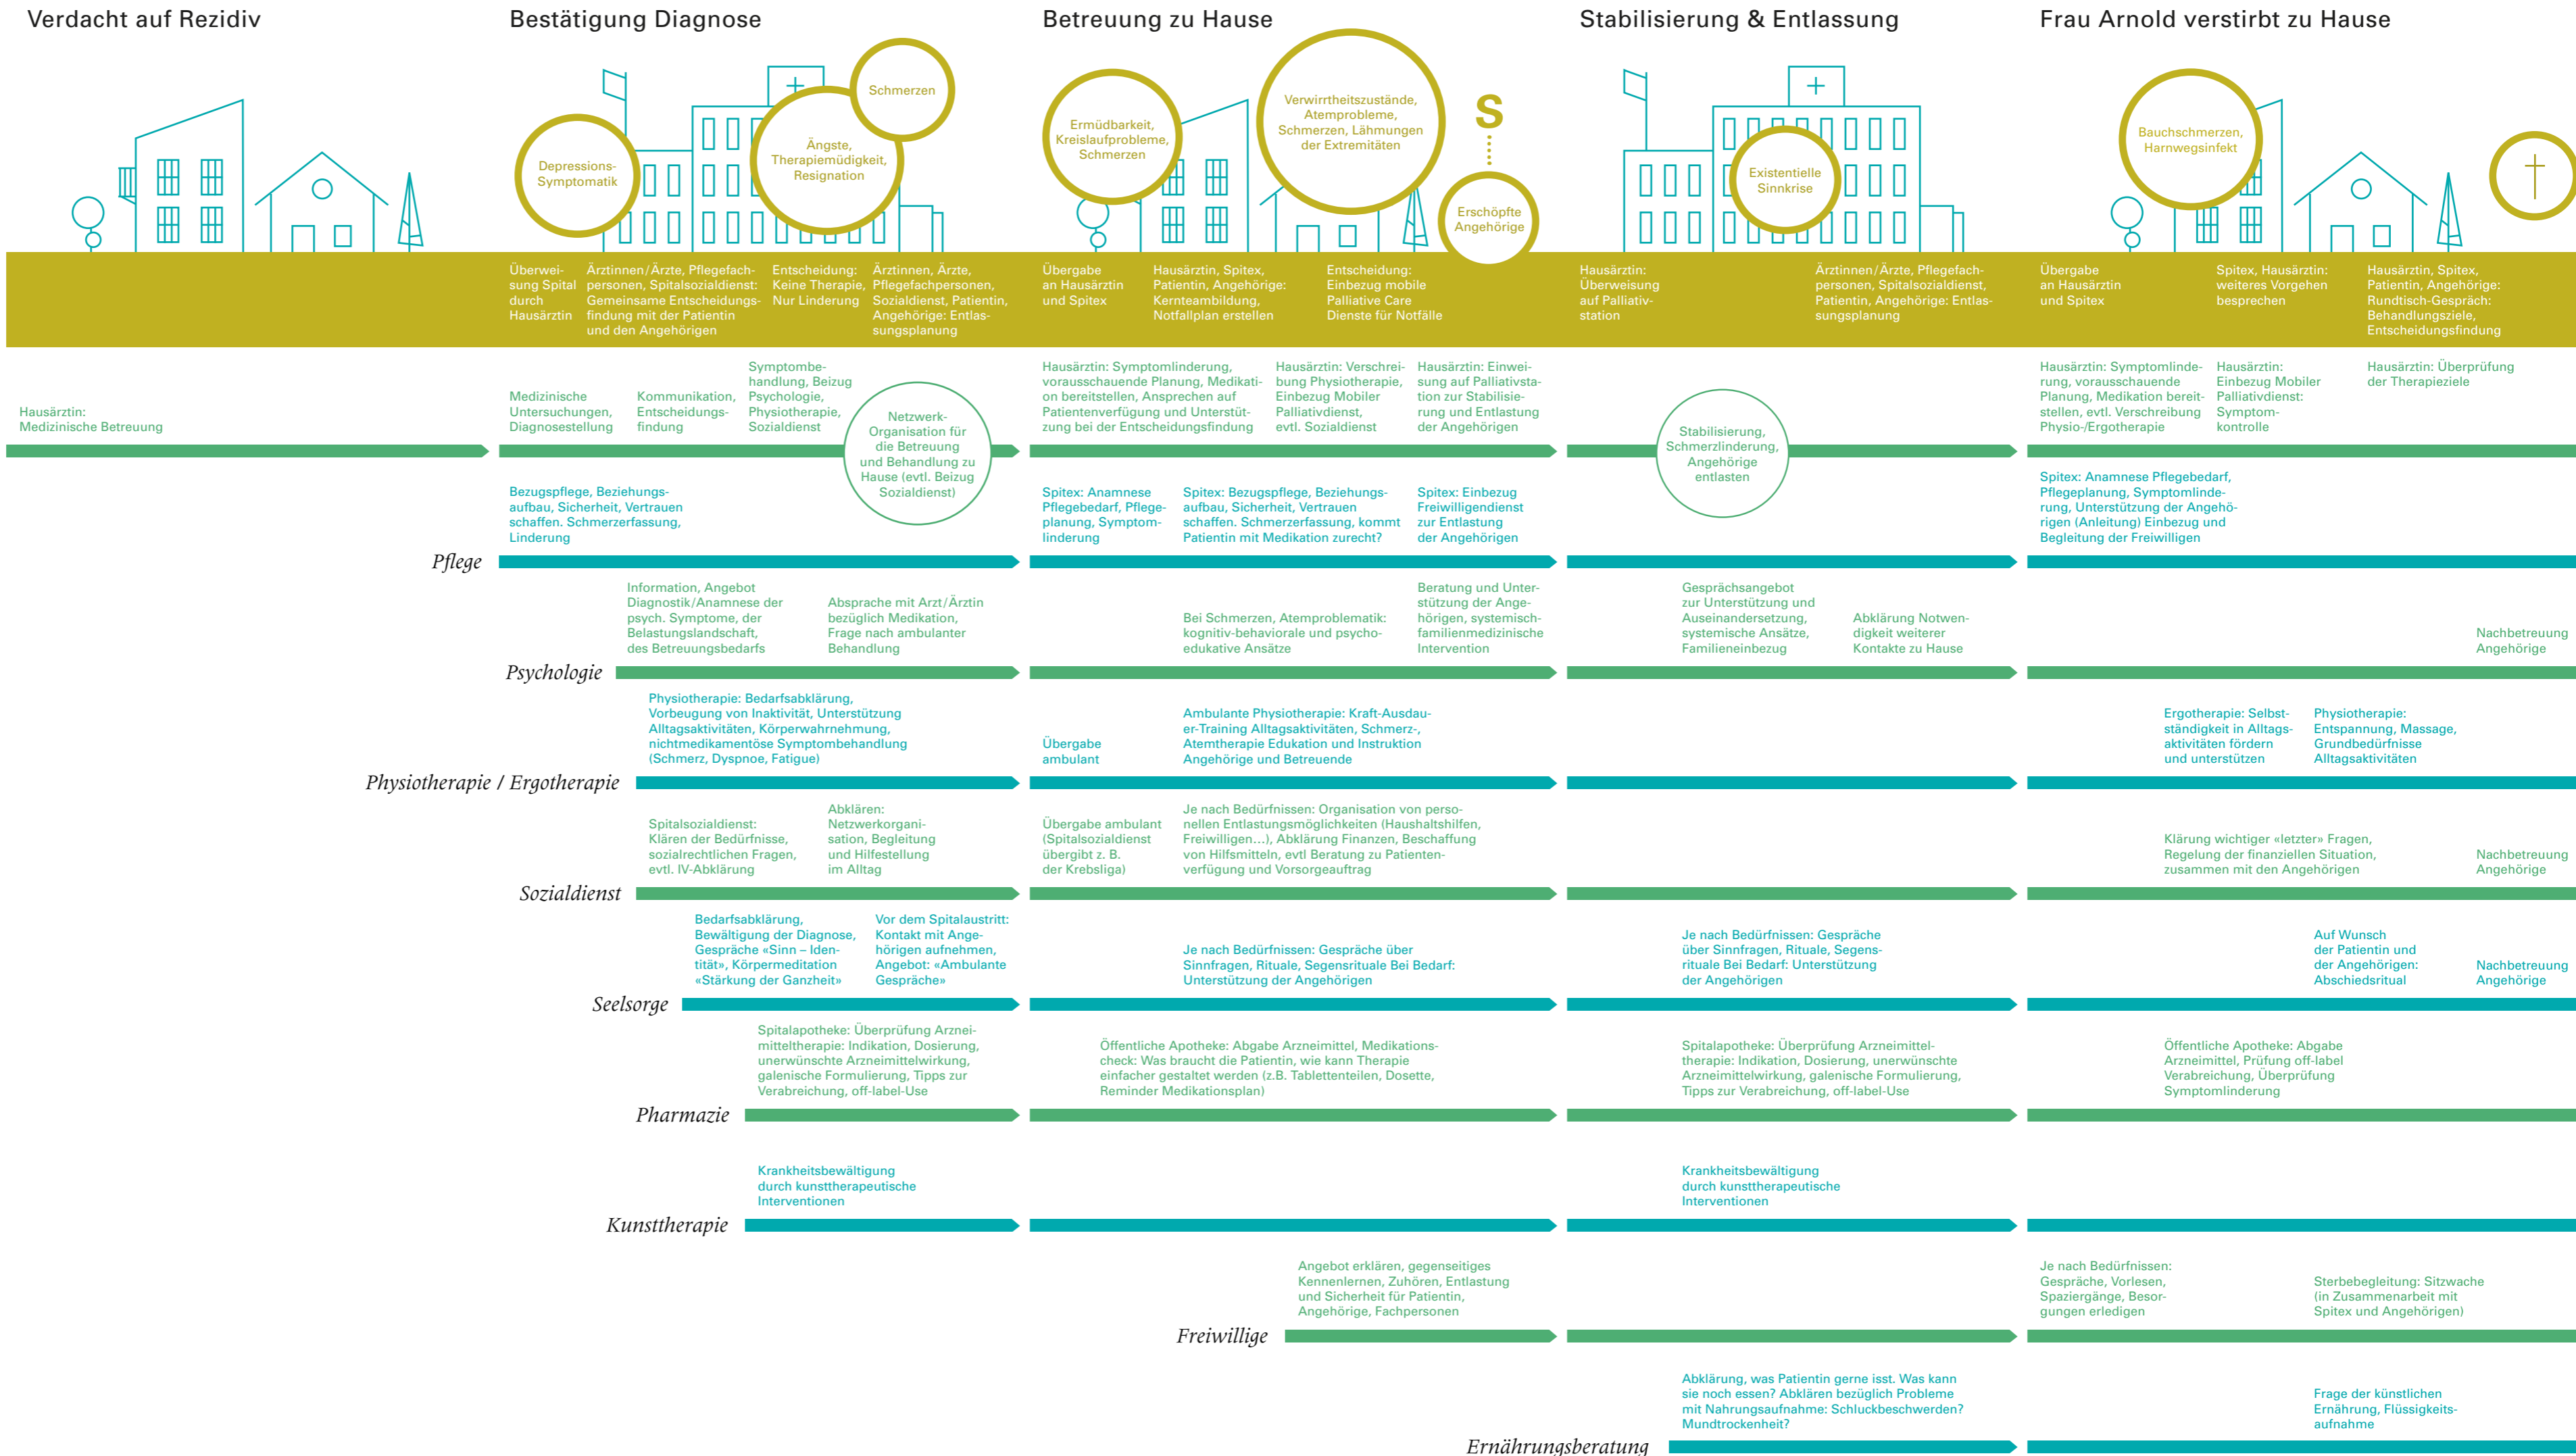 Verdacht auf Rezidiv
Bestätigung Diagnose
Betreuung zu Hause
Stabilisierung & Entlassung
Frau Arnold verstirbt zu Hause
Depressions-
Symptomatik
Ängste,
Therapiemüdigkeit,
Resignation
Schmerzen
Ermüdbarkeit,
Kreislaufprobleme,
Schmerzen
Verwirrtheitszustände,
Atemprobleme,
Schmerzen, Lähmungen
der Extremitäten
S
Erschöpfte
Angehörige
Existentielle
Sinnkrise
Bauchschmerzen,
Harnwegsinfekt
Überwei-
sung Spital
durch
Hausärztin
Ärztinnen/Ärzte, Pflegefach-
personen, Spitalsozialdienst:
Gemeinsame Entscheidungs-
findung mit der Patientin
und den Angehörigen
Entscheidung:
Keine Therapie,
Nur Linderung
Ärztinnen, Ärzte,
Pflegefachpersonen,
Sozialdienst, Patientin,
Angehörige: Entlas-
sungsplanung
Übergabe
an Hausärztin
und Spitex
Hausärztin, Spitex,
Patientin, Angehörige:
Kernteambildung,
Notfallplan erstellen
Entscheidung:
Einbezug mobile
Palliative Care
Dienste für Notfälle
Hausärztin:
Überweisung
auf Palliativ-
station
Ärztinnen/Ärzte, Pflegefach-
personen, Spitalsozialdienst,
Patientin, Angehörige: Entlas-
sungsplanung
Übergabe
an Hausärztin
und Spitex
Spitex, Hausärztin:
weiteres Vorgehen
besprechen
Hausärztin, Spitex,
Patientin, Angehörige:
Rundtisch-Gespräch:
Behandlungsziele,
Entscheidungsfindung
Hausärztin:
Medizinische Betreuung
Medizinische
Untersuchungen,
Diagnosestellung
Kommunikation,
Entscheidungs-
findung
Symptombe-
handlung, Beizug
Psychologie,
Physiotherapie,
Sozialdienst
Netzwerk-
Organisation für
die Betreuung
und Behandlung zu
Hause (evtl. Beizug
Sozialdienst)
Hausärztin: Symptomlinderung,
vorausschauende Planung, Medikati-
on bereitstellen, Ansprechen auf
Patientenverfügung und Unterstüt-
zung bei der Entscheidungsfindung
Hausärztin: Verschrei-
bung Physiotherapie,
Einbezug Mobiler
Palliativdienst,
evtl. Sozialdienst
Hausärztin: Einwei-
sung auf Palliativsta-
tion zur Stabilisie-
rung und Entlastung
der Angehörigen
Stabilisierung,
Schmerzlinderung,
Angehörige
entlasten
Hausärztin: Symptomlinde-
rung, vorausschauende
Planung, Medikation bereit-
stellen, evtl. Verschreibung
Physio-/Ergotherapie
Hausärztin:
Einbezug Mobiler
Palliativdienst:
Symptom-
kontrolle
Hausärztin: Überprüfung
der Therapieziele
Bezugspflege, Beziehungs-
aufbau, Sicherheit, Vertrauen
schaffen. Schmerzerfassung,
Linderung
Spitex: Anamnese
Pflegebedarf, Pflege-
planung, Symptom-
linderung
Spitex: Bezugspflege, Beziehungs-
aufbau, Sicherheit, Vertrauen
schaffen. Schmerzerfassung, kommt
Patientin mit Medikation zurecht?
Spitex: Einbezug
Freiwilligendienst
zur Entlastung
der Angehörigen
Spitex: Anamnese Pflegebedarf,
Pflegeplanung, Symptomlinde-
rung, Unterstützung der Angehö-
rigen (Anleitung) Einbezug und
Begleitung der Freiwilligen
Pflege
Information, Angebot
Diagnostik/Anamnese der
psych. Symptome, der
Belastungslandschaft,
des Betreuungsbedarfs
Absprache mit Arzt/Ärztin
bezüglich Medikation,
Frage nach ambulanter
Behandlung
Bei Schmerzen, Atemproblematik:
kognitiv-behaviorale und psycho-
edukative Ansätze
Beratung und Unter-
stützung der Ange-
hörigen, systemisch-
familienmedizinische
Intervention
Gesprächsangebot
zur Unterstützung und
Auseinandersetzung,
systemische Ansätze,
Familieneinbezug
Abklärung Notwen-
digkeit weiterer
Kontakte zu Hause
Nachbetreuung
Angehörige
Psychologie
Physiotherapie: Bedarfsabklärung,
Vorbeugung von Inaktivität, Unterstützung
Alltagsaktivitäten, Körperwahrnehmung,
nichtmedikamentöse Symptombehandlung
(Schmerz, Dyspnoe, Fatigue)
Übergabe
ambulant
Ambulante Physiotherapie: Kraft-Ausdau-
er-Training Alltagsaktivitäten, Schmerz-,
Atemtherapie Edukation und Instruktion
Angehörige und Betreuende
Ergotherapie: Selbst-
ständigkeit in Alltags-
aktivitäten fördern
und unterstützen
Physiotherapie:
Entspannung, Massage,
Grundbedürfnisse
Alltagsaktivitäten
Physiotherapie / Ergotherapie
Spitalsozialdienst:
Klären der Bedürfnisse,
sozialrechtlichen Fragen,
evtl. IV-Abklärung
Abklären:
Netzwerkorgani-
sation, Begleitung
und Hilfestellung
im Alltag
Übergabe ambulant
(Spitalsozialdienst
übergibt z. B.
der Krebsliga)
Je nach Bedürfnissen: Organisation von perso-
nellen Entlastungsmöglichkeiten (Haushaltshilfen,
Freiwilligen...), Abklärung Finanzen, Beschaffung
von Hilfsmitteln, evtl Beratung zu Patienten-
verfügung und Vorsorgeauftrag
Klärung wichtiger «letzter» Fragen,
Regelung der finanziellen Situation,
zusammen mit den Angehörigen
Nachbetreuung
Angehörige
Sozialdienst
Bedarfsabklärung,
Bewältigung der Diagnose,
Gespräche «Sinn – Iden-
tität», Körpermeditation
«Stärkung der Ganzheit»
Vor dem Spitalaustritt:
Kontakt mit Ange-
hörigen aufnehmen,
Angebot: «Ambulante
Gespräche»
Je nach Bedürfnissen: Gespräche über
Sinnfragen, Rituale, Segensrituale Bei Bedarf:
Unterstützung der Angehörigen
Je nach Bedürfnissen: Gespräche
über Sinnfragen, Rituale, Segens-
rituale Bei Bedarf: Unterstützung
der Angehörigen
Auf Wunsch
der Patientin und
der Angehörigen:
Abschiedsritual
Nachbetreuung
Angehörige
Seelsorge
Spitalapotheke: Überprüfung Arznei-
mitteltherapie: Indikation, Dosierung,
unerwünschte Arzneimittelwirkung,
galenische Formulierung, Tipps zur
Verabreichung, off-label-Use
Öffentliche Apotheke: Abgabe Arzneimittel, Medikations-
check: Was braucht die Patientin, wie kann Therapie
einfacher gestaltet werden (z.B. Tablettenteilen, Dosette,
Reminder Medikationsplan)
Spitalapotheke: Überprüfung Arzneimittel-
therapie: Indikation, Dosierung, unerwünschte
Arzneimittelwirkung, galenische Formulierung,
Tipps zur Verabreichung, off-label-Use
Öffentliche Apotheke: Abgabe
Arzneimittel, Prüfung off-label
Verabreichung, Überprüfung
Symptomlinderung
Pharmazie
Krankheitsbewältigung
durch kunsttherapeutische
Interventionen
Krankheitsbewältigung
durch kunsttherapeutische
Interventionen
Kunsttherapie
Angebot erklären, gegenseitiges
Kennenlernen, Zuhören, Entlastung
und Sicherheit für Patientin,
Angehörige, Fachpersonen
Je nach Bedürfnissen:
Gespräche, Vorlesen,
Spaziergänge, Besor-
gungen erledigen
Sterbebegleitung: Sitzwache
(in Zusammenarbeit mit
Spitex und Angehörigen)
Freiwillige
Abklärung, was Patientin gerne isst. Was kann
sie noch essen? Abklären bezüglich Probleme
mit Nahrungsaufnahme: Schluckbeschwerden?
Mundtrockenheit?
Frage der künstlichen
Ernährung, Flüssigkeits-
aufnahme
Ernährungsberatung